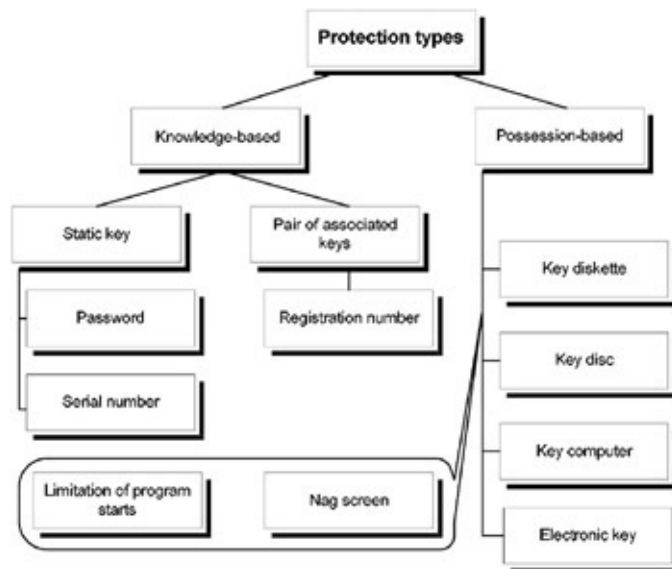 Protection types
Knowledge-based
Possession-based
Static key
Pair of associated
keys
Key diskette
Password
Registration number
Key disc
Serial number
Key computer
Limitation of program
starts
Nag screen
Electronic key